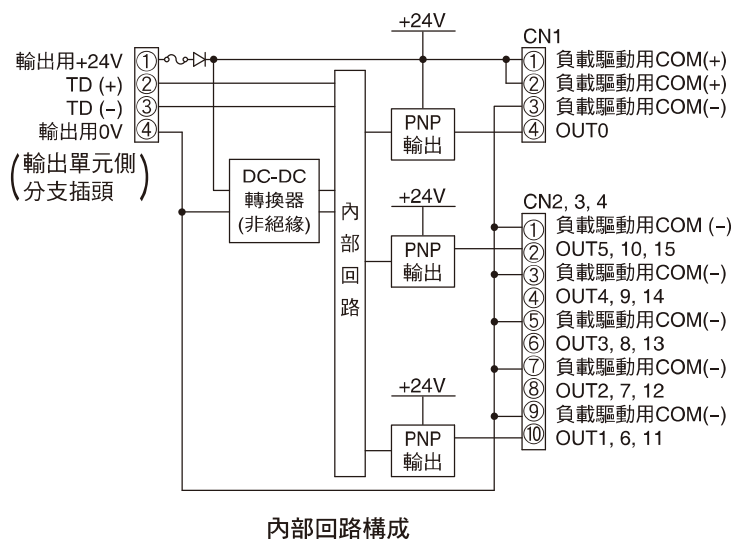 +24V
輸出用+24V ①
TD (+) ②
TD (−) ③
輸出用0V ④
(輸出單元側
分支插頭)
DC-DC
轉換器
(非絕緣)
內部回路
PNP
輸出
CN1
① 負載驅動用COM(+)
② 負載驅動用COM(+)
③ 負載驅動用COM(−)
④ OUT0
+24V
PNP
輸出
+24V
PNP
輸出
CN2, 3, 4
① 負載驅動用COM (−)
② OUT5, 10, 15
③ 負載驅動用COM(−)
④ OUT4, 9, 14
⑤ 負載驅動用COM(−)
⑥ OUT3, 8, 13
⑦ 負載驅動用COM(−)
⑧ OUT2, 7, 12
⑨ 負載驅動用COM(−)
⑩ OUT1, 6, 11
內部回路構成